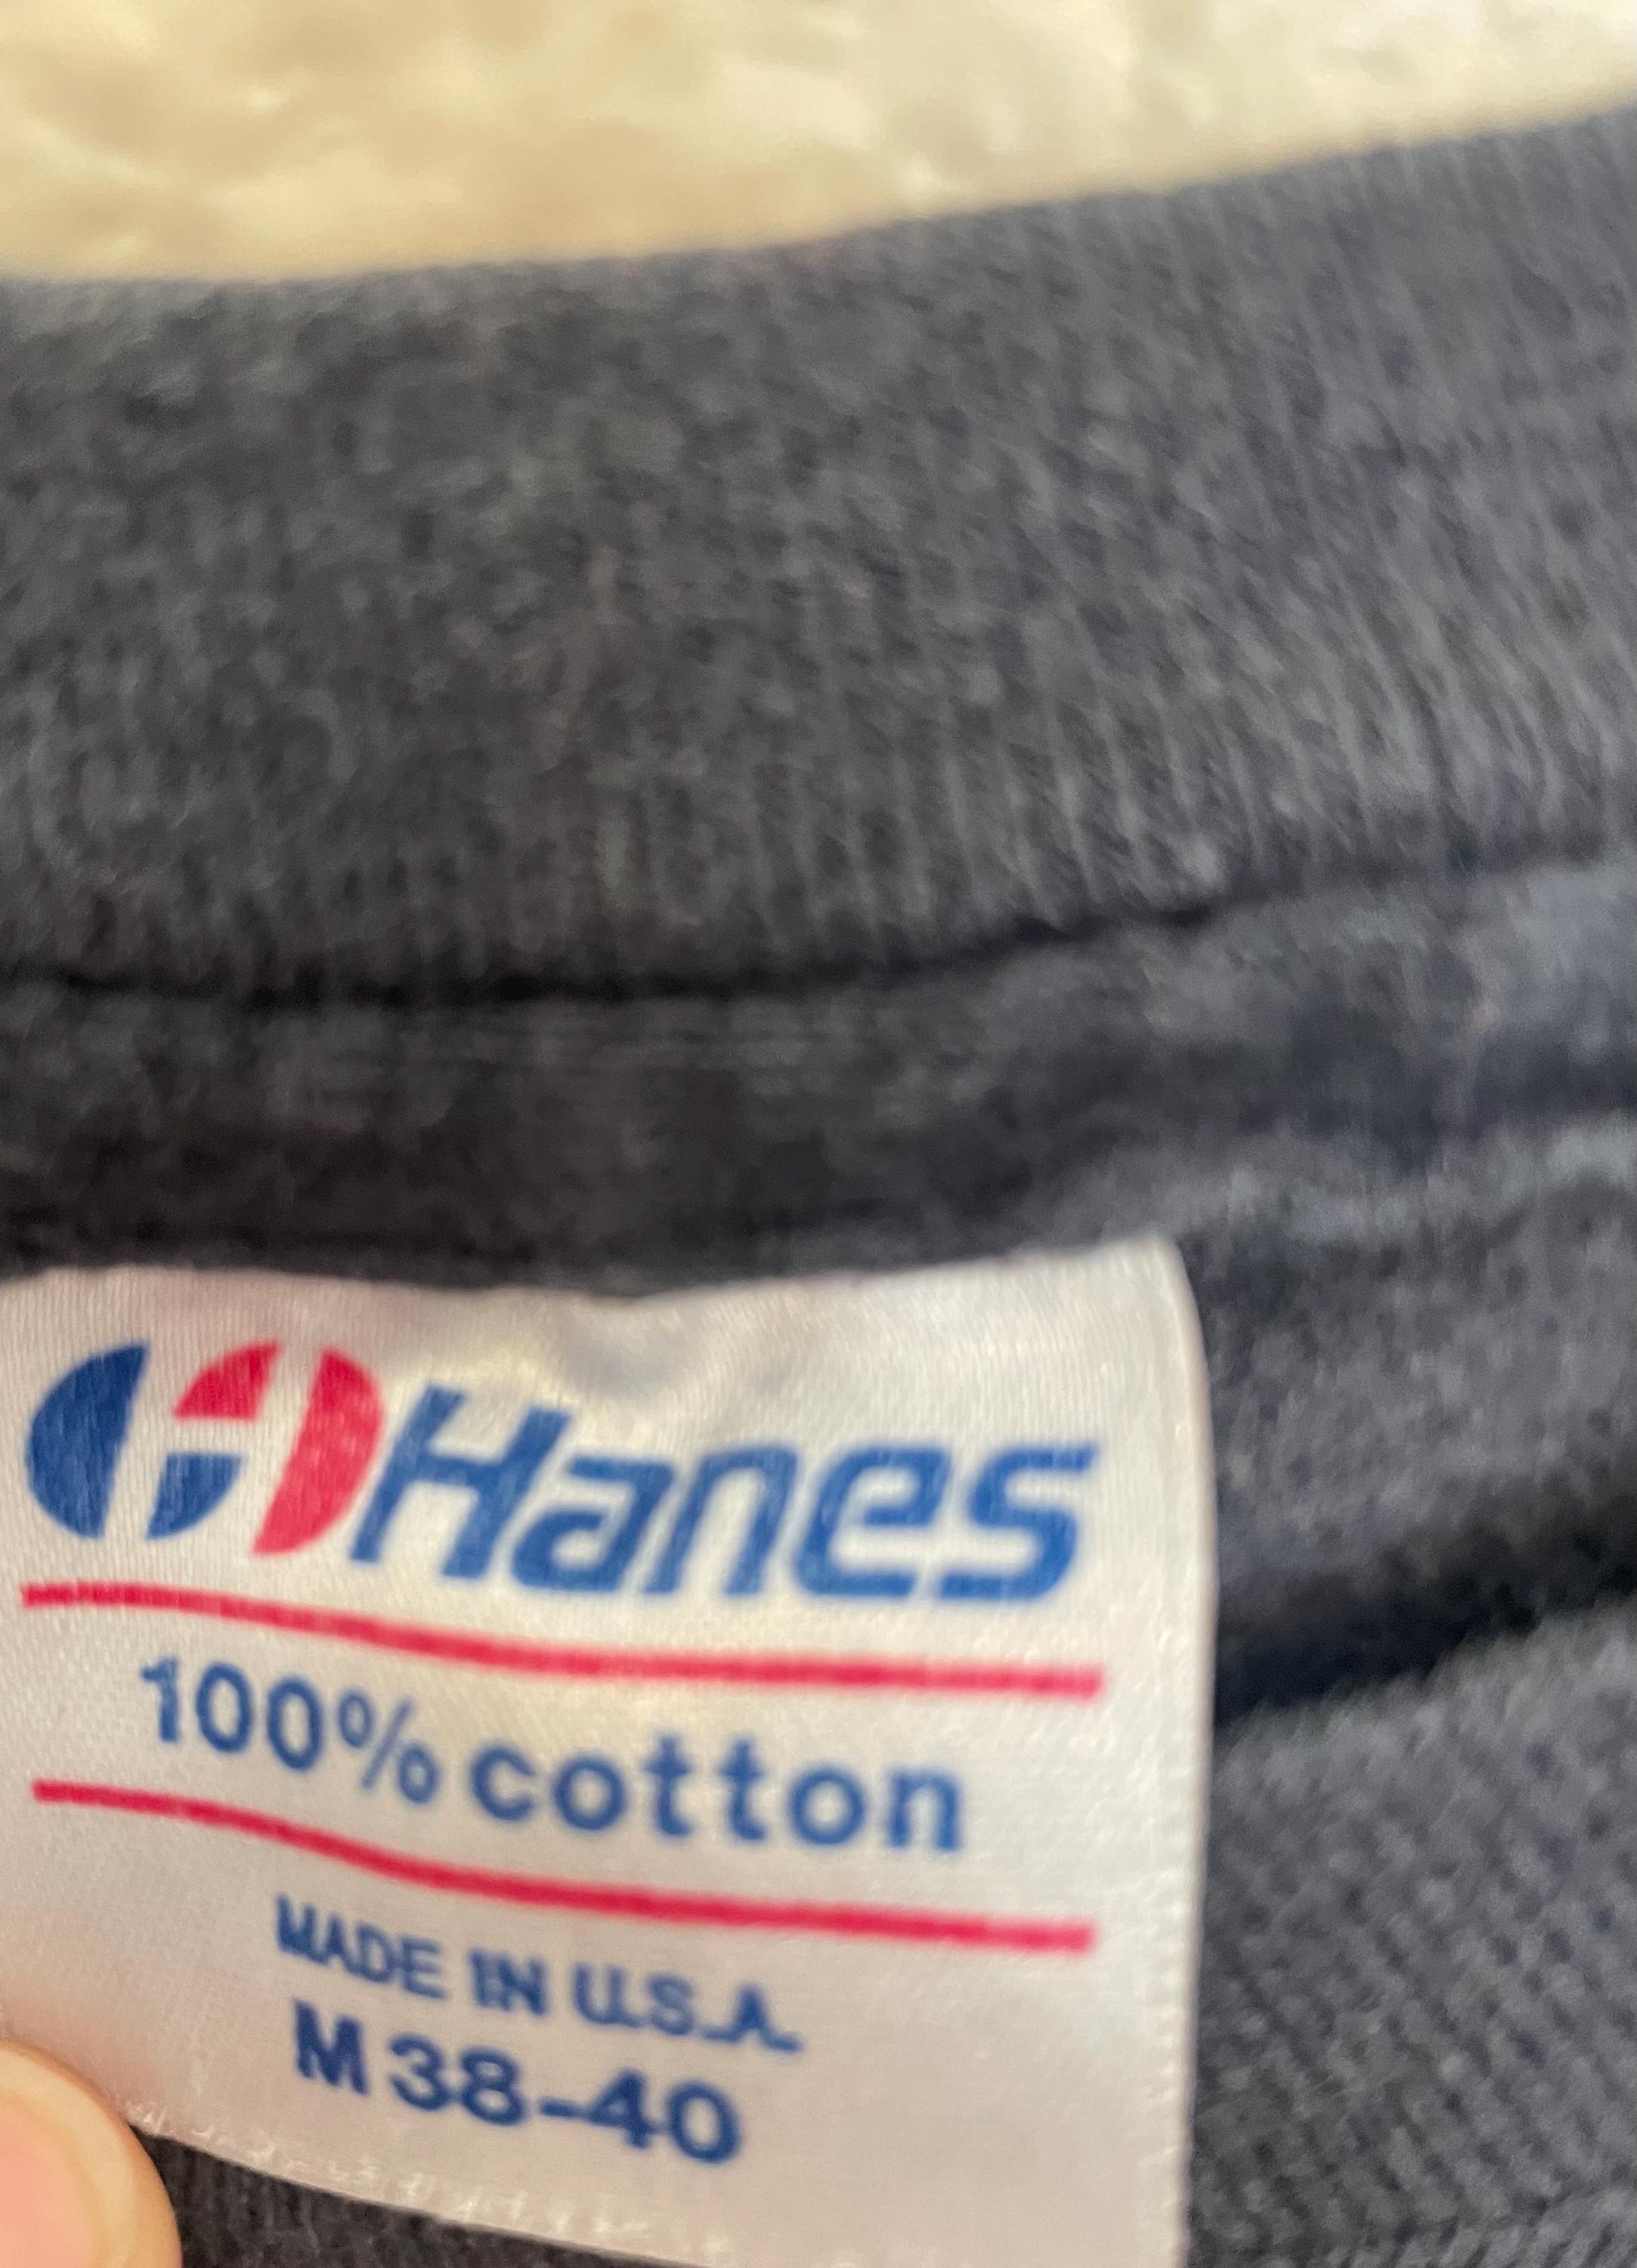 Hanes
100% cotton
MADE IN U.S.A.
M 38-40